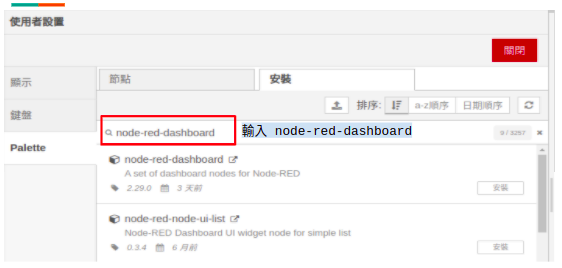 使用者設置
關閉
顯示
鍵盤
Palette
節點
安裝
排序:
a-z順序
日期順序
node-red-dashboard
輸入 node-red-dashboard
9 / 3257
node-red-dashboard
A set of dashboard nodes for Node-RED
2.29.0
3 天前
安裝
node-red-node-ui-list
Node-RED Dashboard UI widget node for simple list
0.3.4
6 月前
安裝